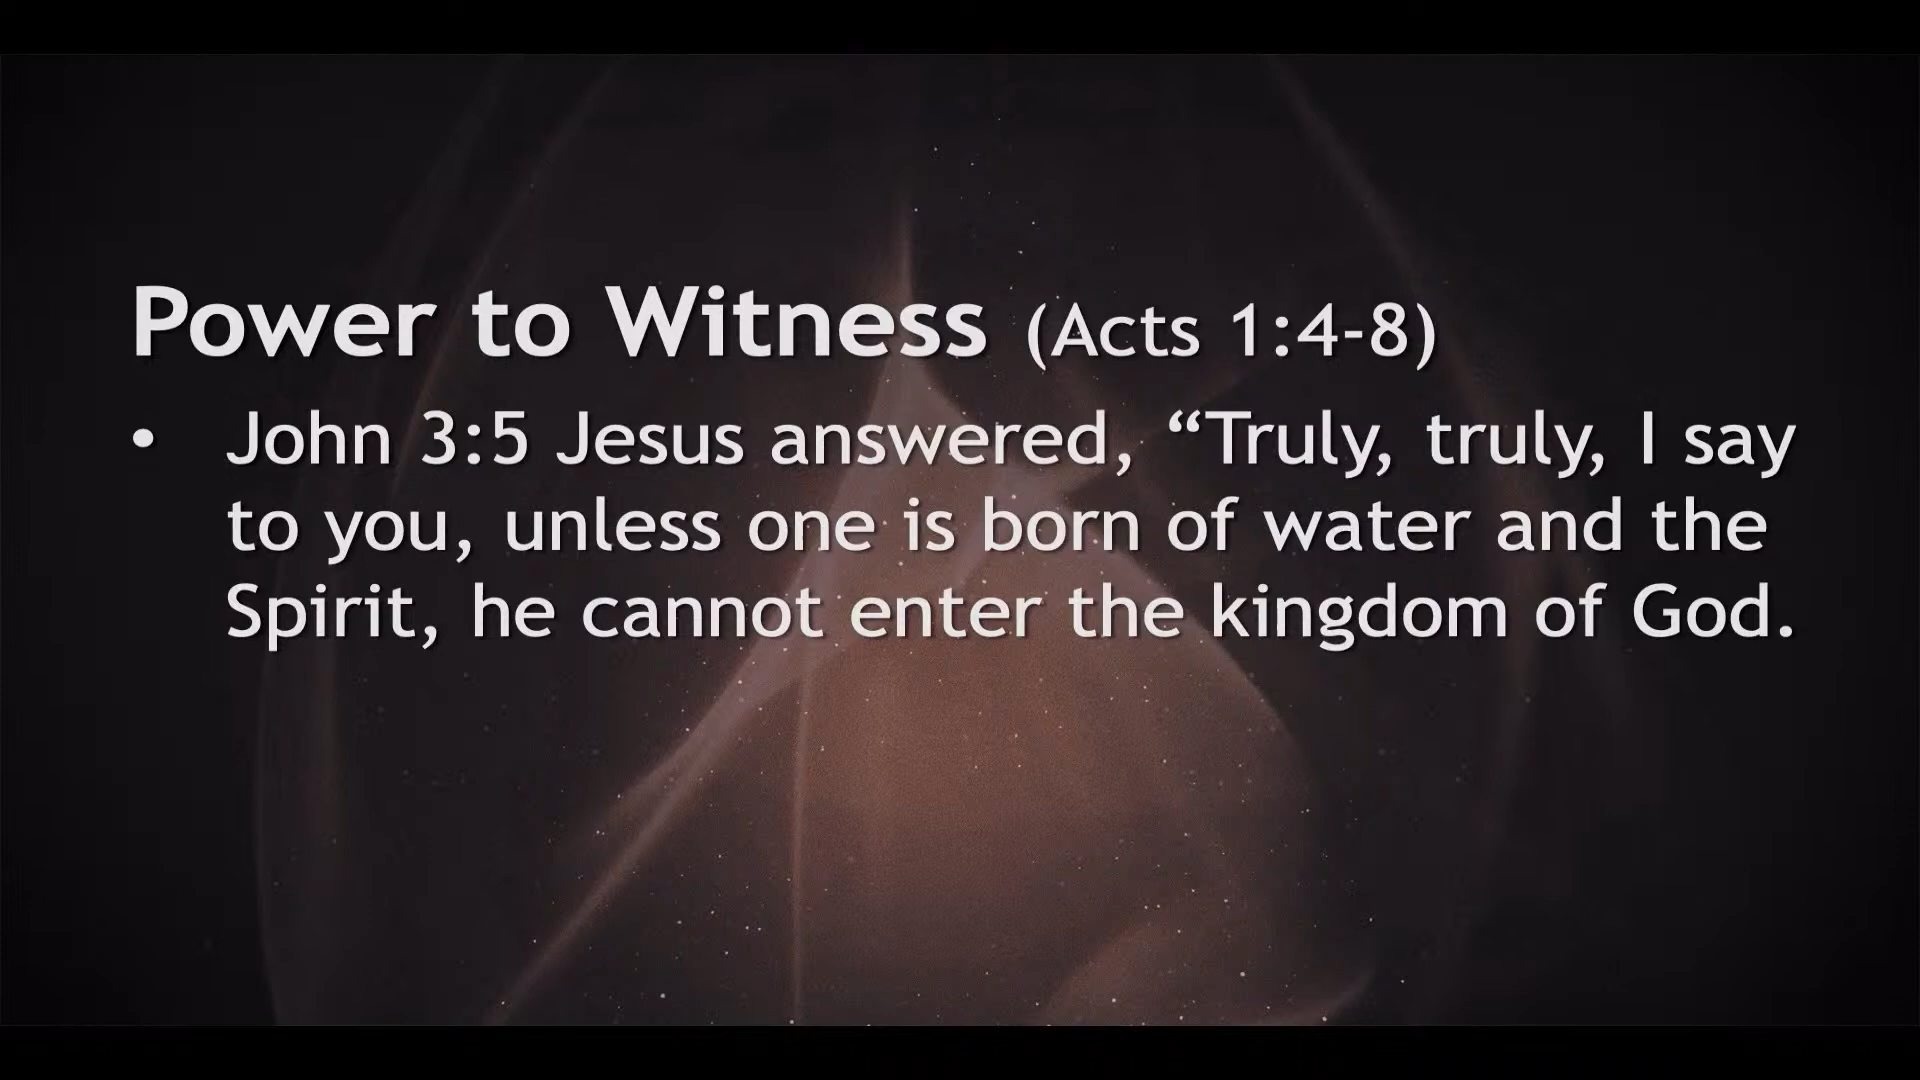 Power to Witness (Acts 1:4-8)
• John 3:5 Jesus answered, “Truly, truly, I say
to you, unless one is born of water and the
Spirit, he cannot enter the kingdom of God.